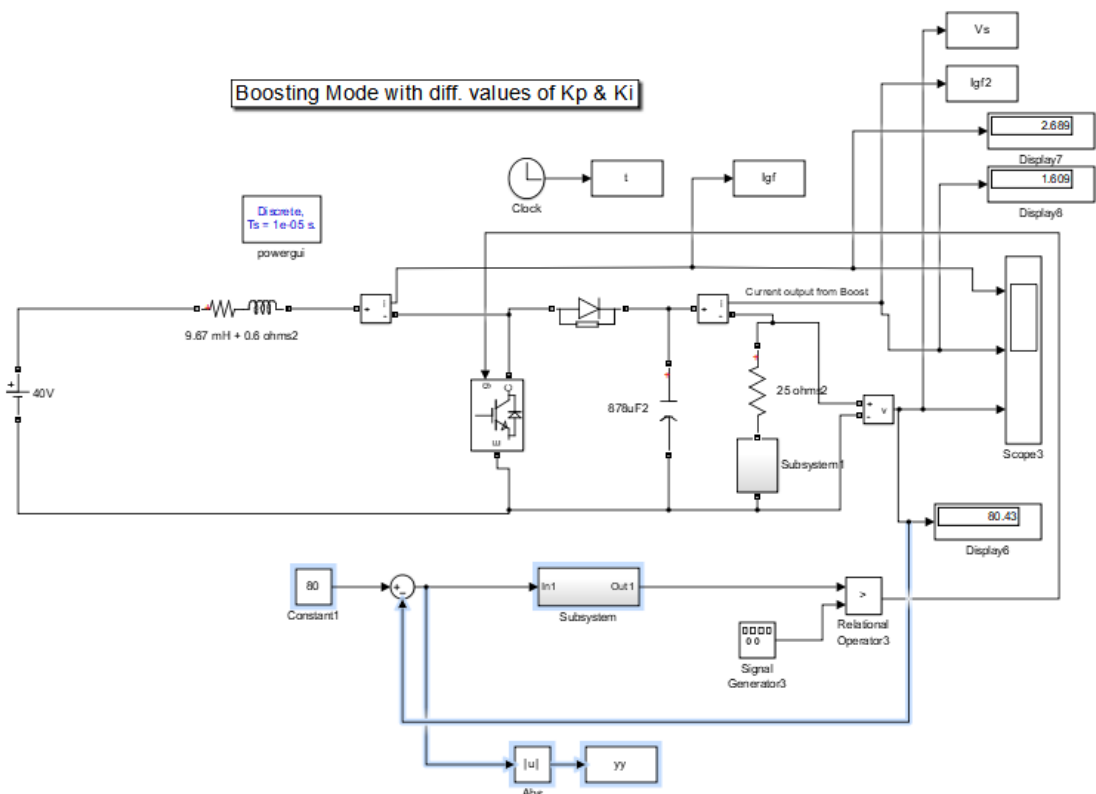 Vs
Igf2
Boosting Mode with diff. values of Kp & Ki
2.689
Display7
t
Igf
1.609
Clock
Display8
Discrete,
Ts = 1e-05 s.
powergui
+
i
-
Current output from Boost
+
i
-
9.67 mH + 0.6 ohms2
+
40V
g
C
E
878uF2
25 ohms2
+
-
v
Subsystem1
Scope3
80.43
Display6
80
Constant1
In1
Out1
Subsystem
>
Relational
Operator3
Signal
Generator3
|u|
Abs
yy